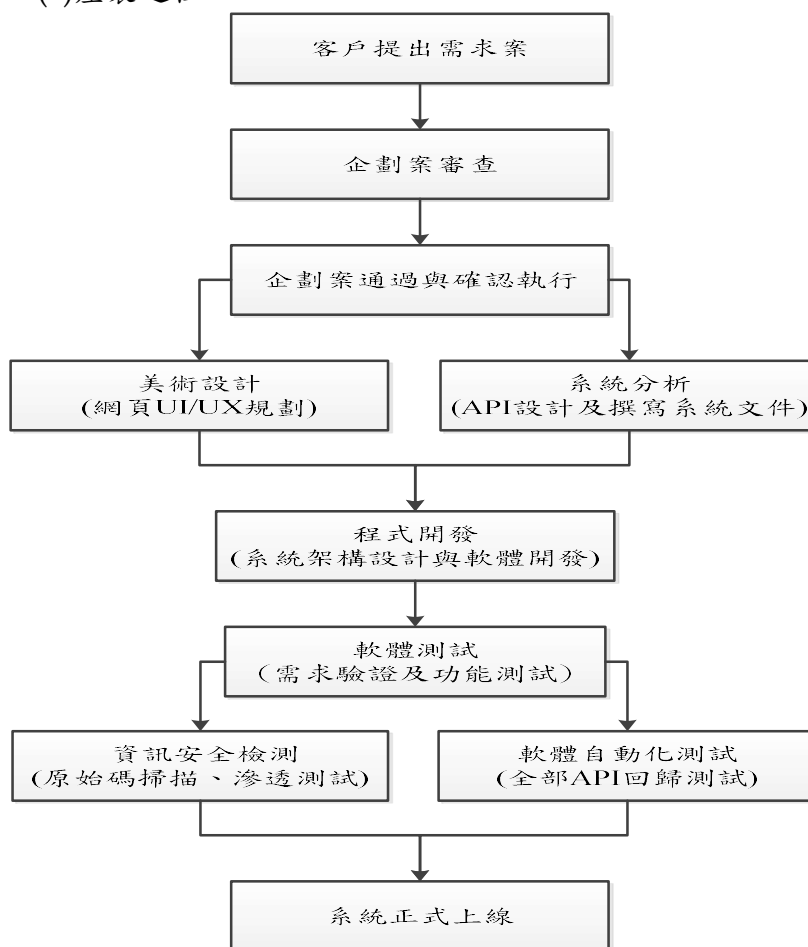 客戶提出需求案
企劃案審查
企劃案通過與確認執行
美術設計
(網頁UI/UX規劃)
系統分析
(API設計及撰寫系統文件)
程式開發
(系統架構設計與軟體開發)
軟體測試
(需求驗證及功能測試)
資訊安全檢測
(原始碼掃描、滲透測試)
軟體自動化測試
(全部API回歸測試)
系統正式上線